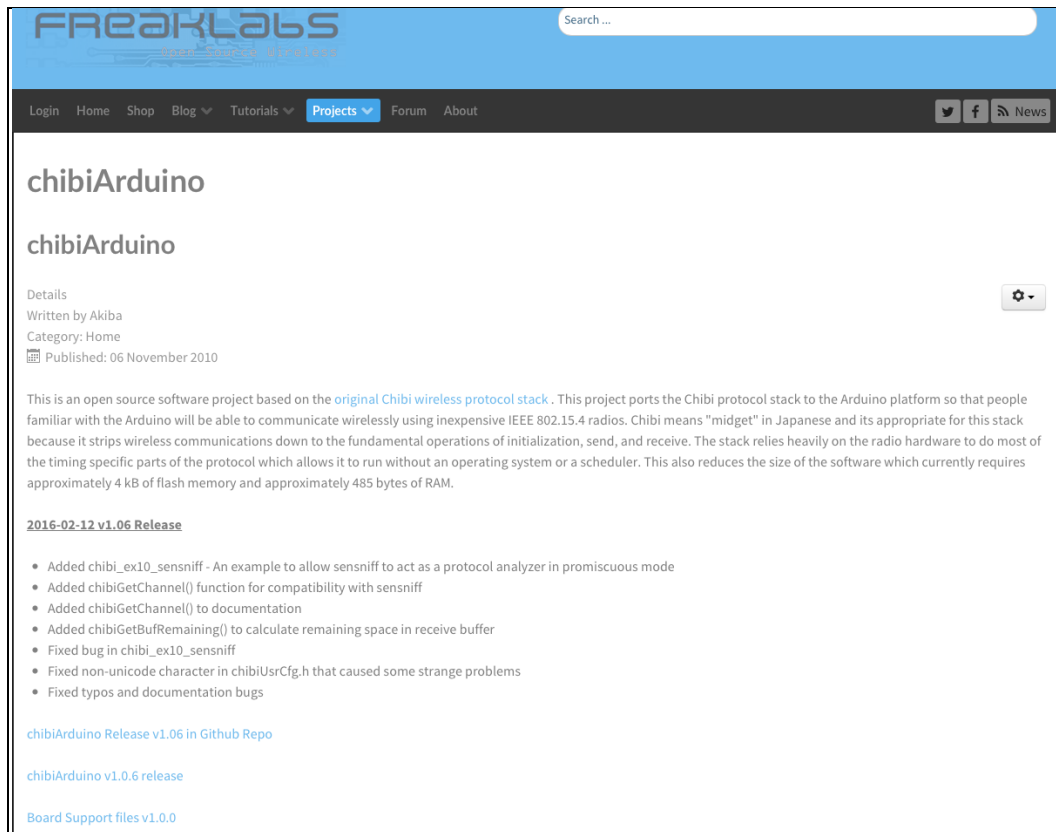 FREAKLABS
Open Source Wireless
Search ...
Login Home Shop Blog Tutorials Projects Forum About News
chibiArduino
chibiArduino
Details
Written by Akiba
Category: Home
Published: 06 November 2010
This is an open source software project based on the original Chibi wireless protocol stack . This project ports the Chibi protocol stack to the Arduino platform so that people
familiar with the Arduino will be able to communicate wirelessly using inexpensive IEEE 802.15.4 radios. Chibi means "midget" in Japanese and its appropriate for this stack
because it strips wireless communications down to the fundamental operations of initialization, send, and receive. The stack relies heavily on the radio hardware to do most of
the timing specific parts of the protocol which allows it to run without an operating system or a scheduler. This also reduces the size of the software which currently requires
approximately 4 kB of flash memory and approximately 485 bytes of RAM.
2016-02-12 v1.06 Release
• Added chibi_ex10_sensniff - An example to allow sensniff to act as a protocol analyzer in promiscuous mode
• Added chibiGetChannel() function for compatibility with sensniff
• Added chibiGetChannel() to documentation
• Added chibiGetBufRemaining() to calculate remaining space in receive buffer
• Fixed bug in chibi_ex10_sensniff
• Fixed non-unicode character in chibiUsrCfg.h that caused some strange problems
• Fixed typos and documentation bugs
chibiArduino Release v1.06 in Github Repo
chibiArduino v1.0.6 release
Board Support files v1.0.0